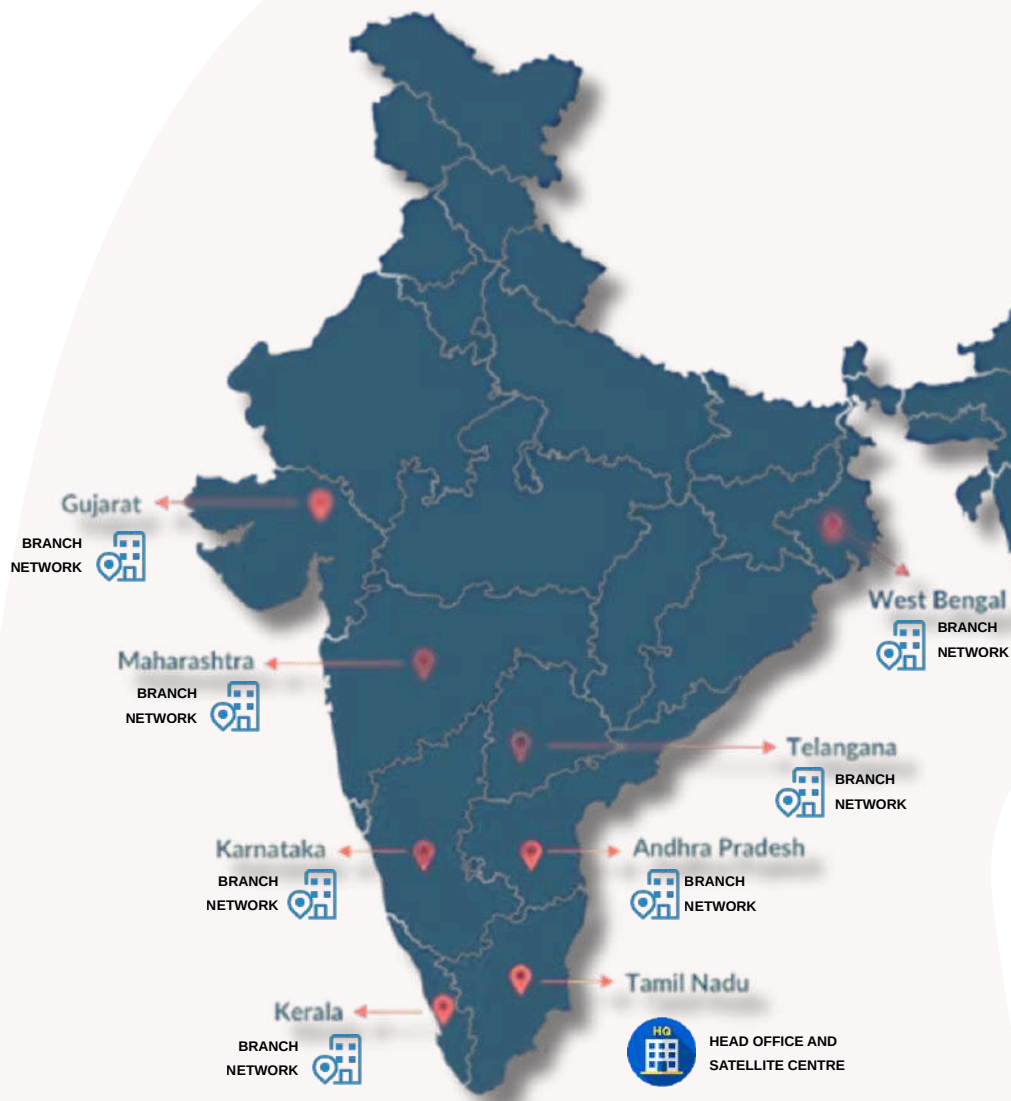 Gujarat
BRANCH
NETWORK
West Bengal
BRANCH
NETWORK
Maharashtra
BRANCH
NETWORK
Telangana
BRANCH
NETWORK
Karnataka
BRANCH
NETWORK
Andhra Pradesh
BRANCH
NETWORK
Tamil Nadu
HQ
HEAD OFFICE AND
SATELLITE CENTRE
Kerala
BRANCH
NETWORK